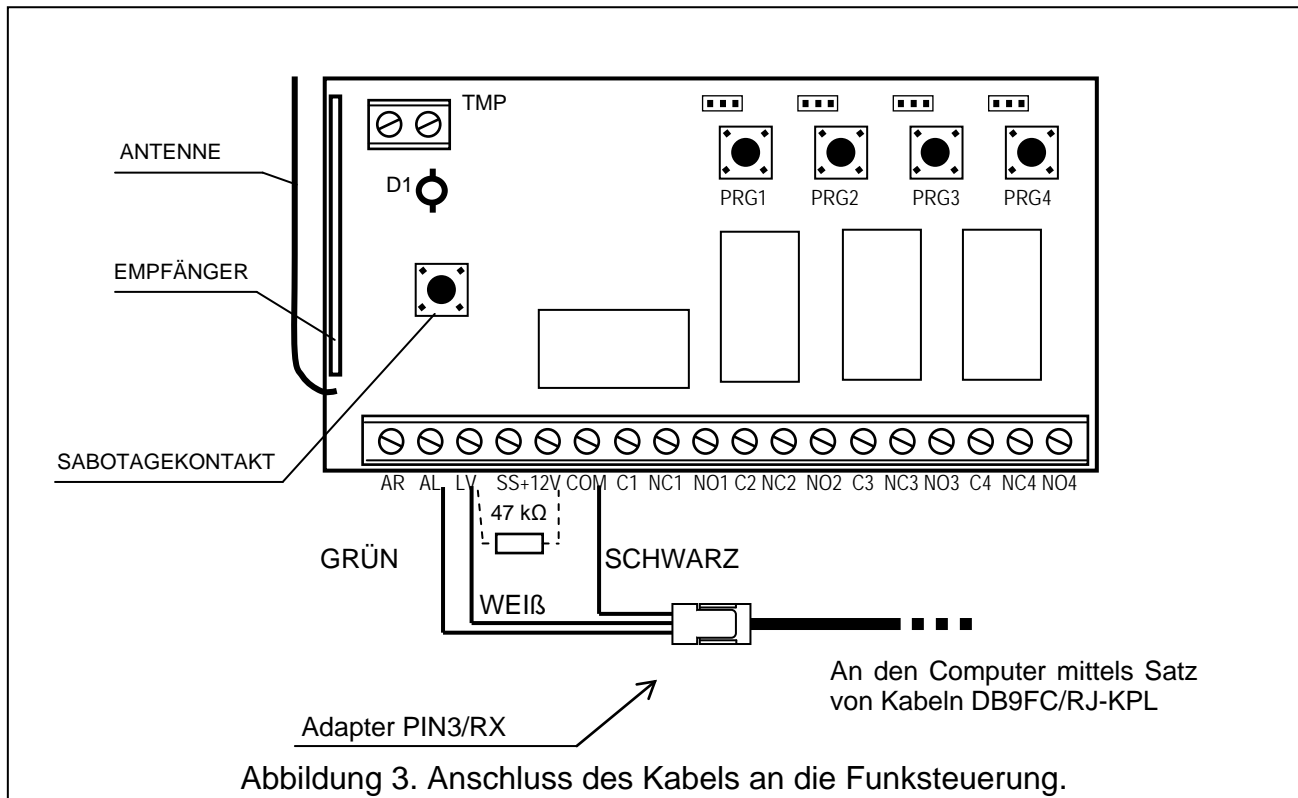 TMP
ANTENNE
D1
PRG1 PRG2 PRG3 PRG4
EMPFÄNGER
SABOTAGEKONTAKT
AR AL LV SS+12V COM C1 NC1 NO1 C2 NC2 NO2 C3 NC3 NO3 C4 NC4 NO4
47 kΩ
GRÜN
SCHWARZ
WEIß
An den Computer mittels Satz
von Kabeln DB9FC/RJ-KPL
Adapter PIN3/RX
Abbildung 3. Anschluss des Kabels an die Funksteuerung.